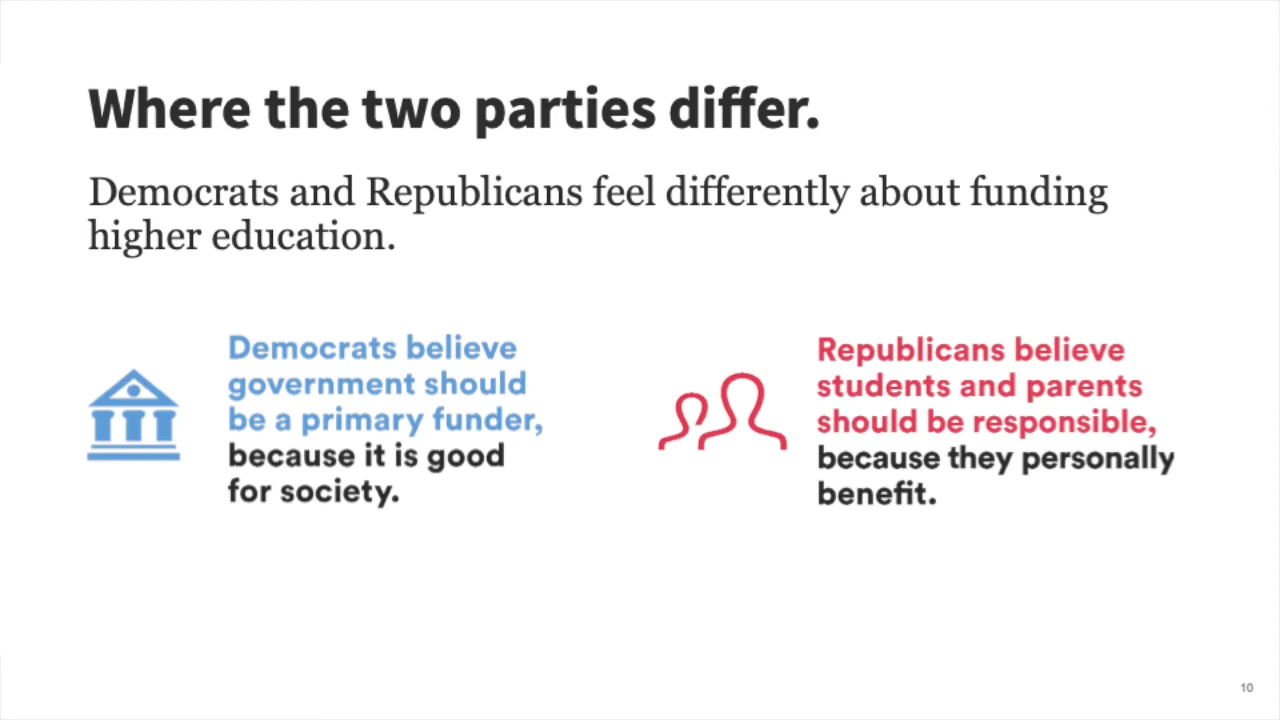 Where the two parties differ.
Democrats and Republicans feel differently about funding
higher education.
Democrats believe
government should
be a primary funder,
because it is good
for society.
Republicans believe
students and parents
should be responsible,
because they personally
benefit.
10